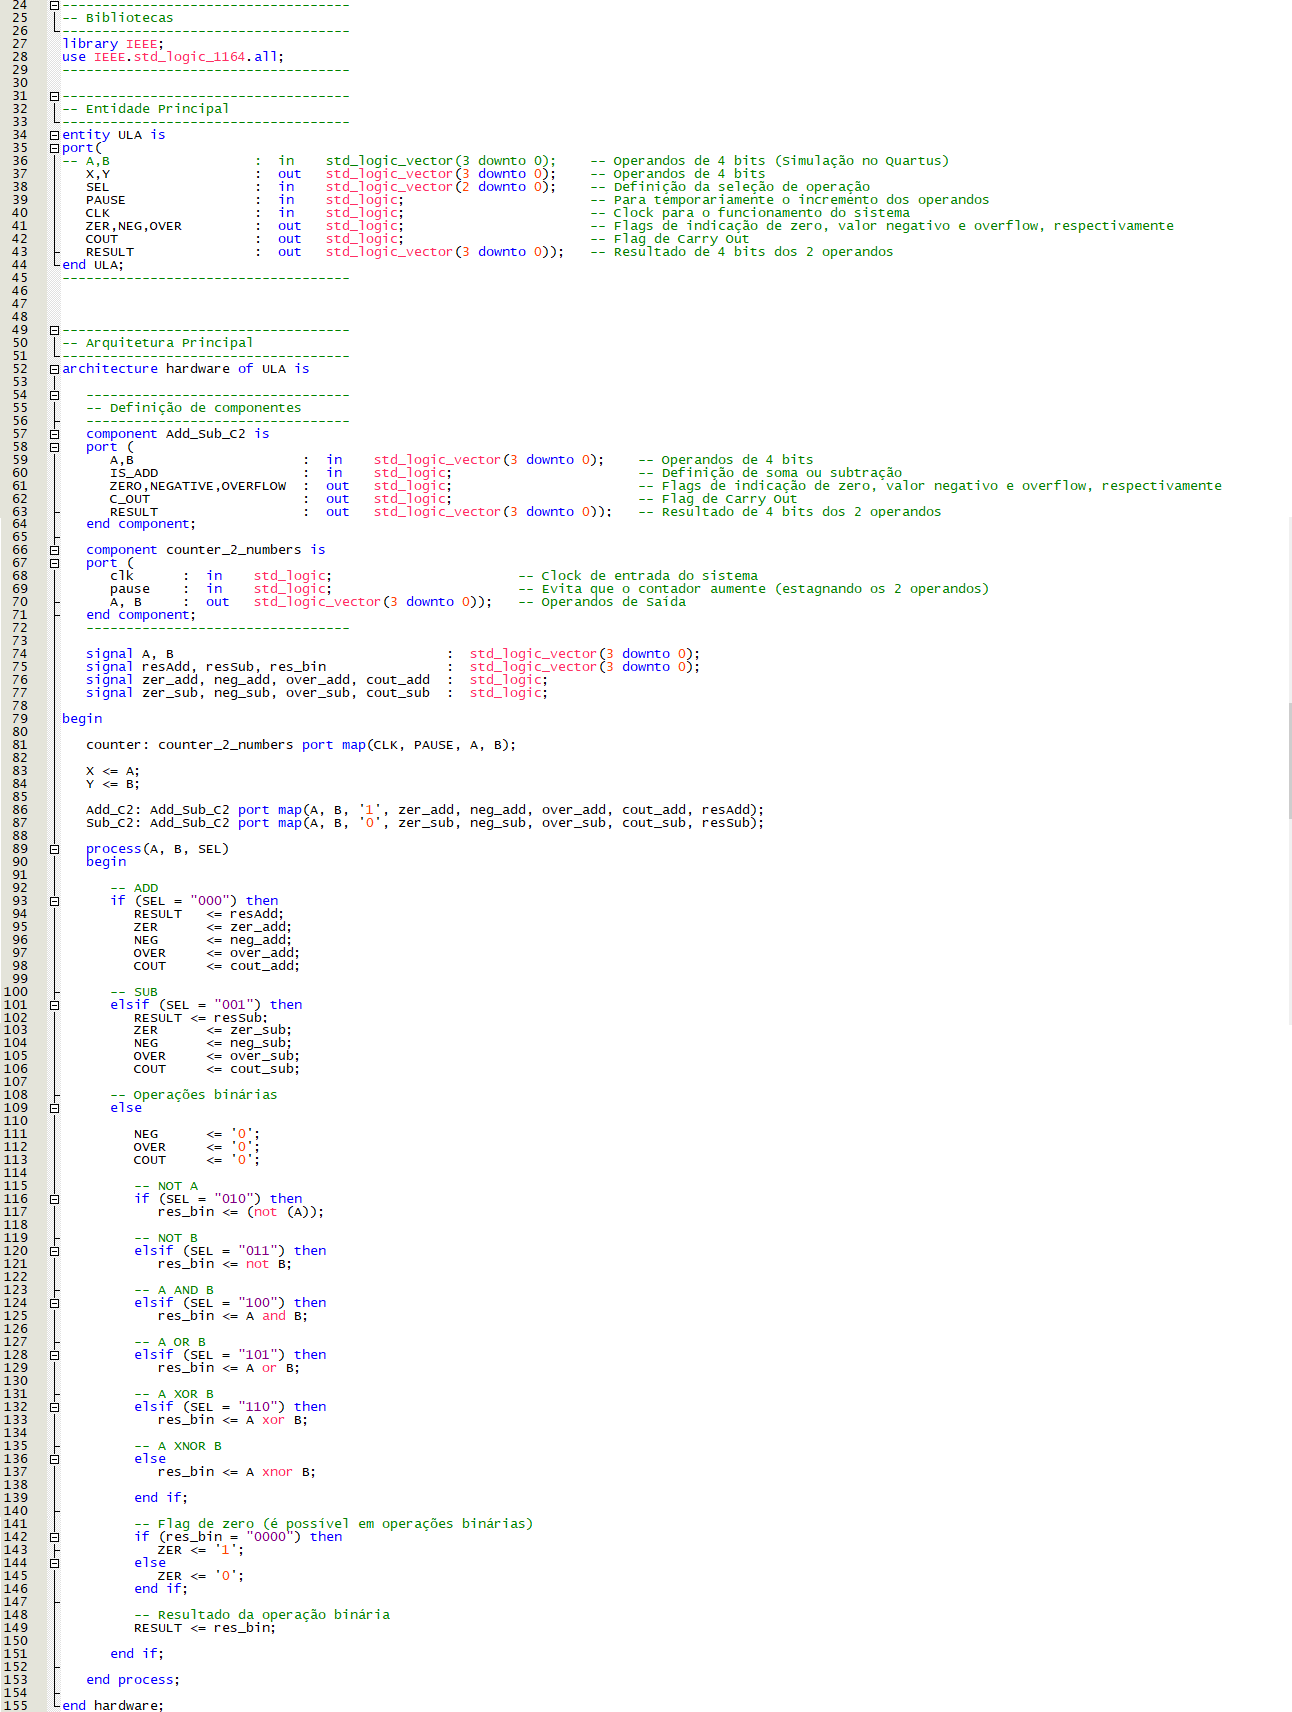 24 -----------------------------------
25 -- Bibliotecas
26 -----------------------------------
27 library IEEE;
28 use IEEE.std_logic_1164.all;
29 -----------------------------------
30
31 -----------------------------------
32 -- Entidade Principal
33 -----------------------------------
34 entity ULA is
35 port(
36 -- A,B : in std_logic_vector(3 downto 0); -- Operandos de 4 bits (Simulação no Quartus)
37 X,Y : out std_logic_vector(3 downto 0); -- Operandos de 4 bits
38 SEL : in std_logic_vector(2 downto 0); -- Definição da seleção de operação
39 PAUSE : in std_logic; -- Para temporariamente o incremento dos operandos
40 CLK : in std_logic; -- Clock para o funcionamento do sistema
41 ZER,NEG,OVER : out std_logic; -- Flags de indicação de zero, valor negativo e overflow, respectivamente
42 COUT : out std_logic; -- Flag de Carry Out
43 RESULT : out std_logic_vector(3 downto 0)); -- Resultado de 4 bits dos 2 operandos
44 end ULA;
45 -----------------------------------
46
47
48
49 -----------------------------------
50 -- Arquitetura Principal
51 -----------------------------------
52 architecture hardware of ULA is
53
54 ---------------------------------
55 -- Definição de componentes
56 ---------------------------------
57 component Add_Sub_C2 is
58 port (
59 A,B : in std_logic_vector(3 downto 0); -- Operandos de 4 bits
60 IS_ADD : in std_logic; -- Definição de soma ou subtração
61 ZERO,NEGATIVE,OVERFLOW : out std_logic; -- Flags de indicação de zero, valor negativo e overflow, respectivamente
62 C_OUT : out std_logic; -- Flag de Carry Out
63 RESULT : out std_logic_vector(3 downto 0)); -- Resultado de 4 bits dos 2 operandos
64 end component;
65
66 component counter_2_numbers is
67 port (
68 clk : in std_logic; -- Clock de entrada do sistema
69 pause : in std_logic; -- Evita que o contador aumente (estagnando os 2 operandos)
70 A, B : out std_logic_vector(3 downto 0)); -- Operandos de Saída
71 end component;
72 ---------------------------------
73
74 signal A, B : std_logic_vector(3 downto 0);
75 signal resAdd, resSub, res_bin : std_logic_vector(3 downto 0);
76 signal zer_add, neg_add, over_add, cout_add : std_logic;
77 signal zer_sub, neg_sub, over_sub, cout_sub : std_logic;
78
79 begin
80
81 counter: counter_2_numbers port map(CLK, PAUSE, A, B);
82
83 X <= A;
84 Y <= B;
85
86 Add_C2: Add_Sub_C2 port map(A, B, '1', zer_add, neg_add, over_add, cout_add, resAdd);
87 Sub_C2: Add_Sub_C2 port map(A, B, '0', zer_sub, neg_sub, over_sub, cout_sub, resSub);
88
89 process(A, B, SEL)
90 begin
91
92 -- ADD
93 if (SEL = "000") then
94 RESULT <= resAdd;
95 ZER <= zer_add;
96 NEG <= neg_add;
97 OVER <= over_add;
98 COUT <= cout_add;
99
100 -- SUB
101 elsif (SEL = "001") then
102 RESULT <= resSub;
103 ZER <= zer_sub;
104 NEG <= neg_sub;
105 OVER <= over_sub;
106 COUT <= cout_sub;
107
108 -- Operações binárias
109 else
110
111 NEG <= '0';
112 OVER <= '0';
113 COUT <= '0';
114
115 -- NOT A
116 if (SEL = "010") then
117 res_bin <= (not (A));
118
119 -- NOT B
120 elsif (SEL = "011") then
121 res_bin <= not B;
122
123 -- A AND B
124 elsif (SEL = "100") then
125 res_bin <= A and B;
126
127 -- A OR B
128 elsif (SEL = "101") then
129 res_bin <= A or B;
130
131 -- A XOR B
132 elsif (SEL = "110") then
133 res_bin <= A xor B;
134
135 -- A XNOR B
136 else
137 res_bin <= A xnor B;
138
139 end if;
140
141 -- Flag de zero (é possível em operações binárias)
142 if (res_bin = "0000") then
143 ZER <= '1';
144 else
145 ZER <= '0';
146 end if;
147
148 -- Resultado da operação binária
149 RESULT <= res_bin;
150
151 end if;
152
153 end process;
154
155 end hardware;